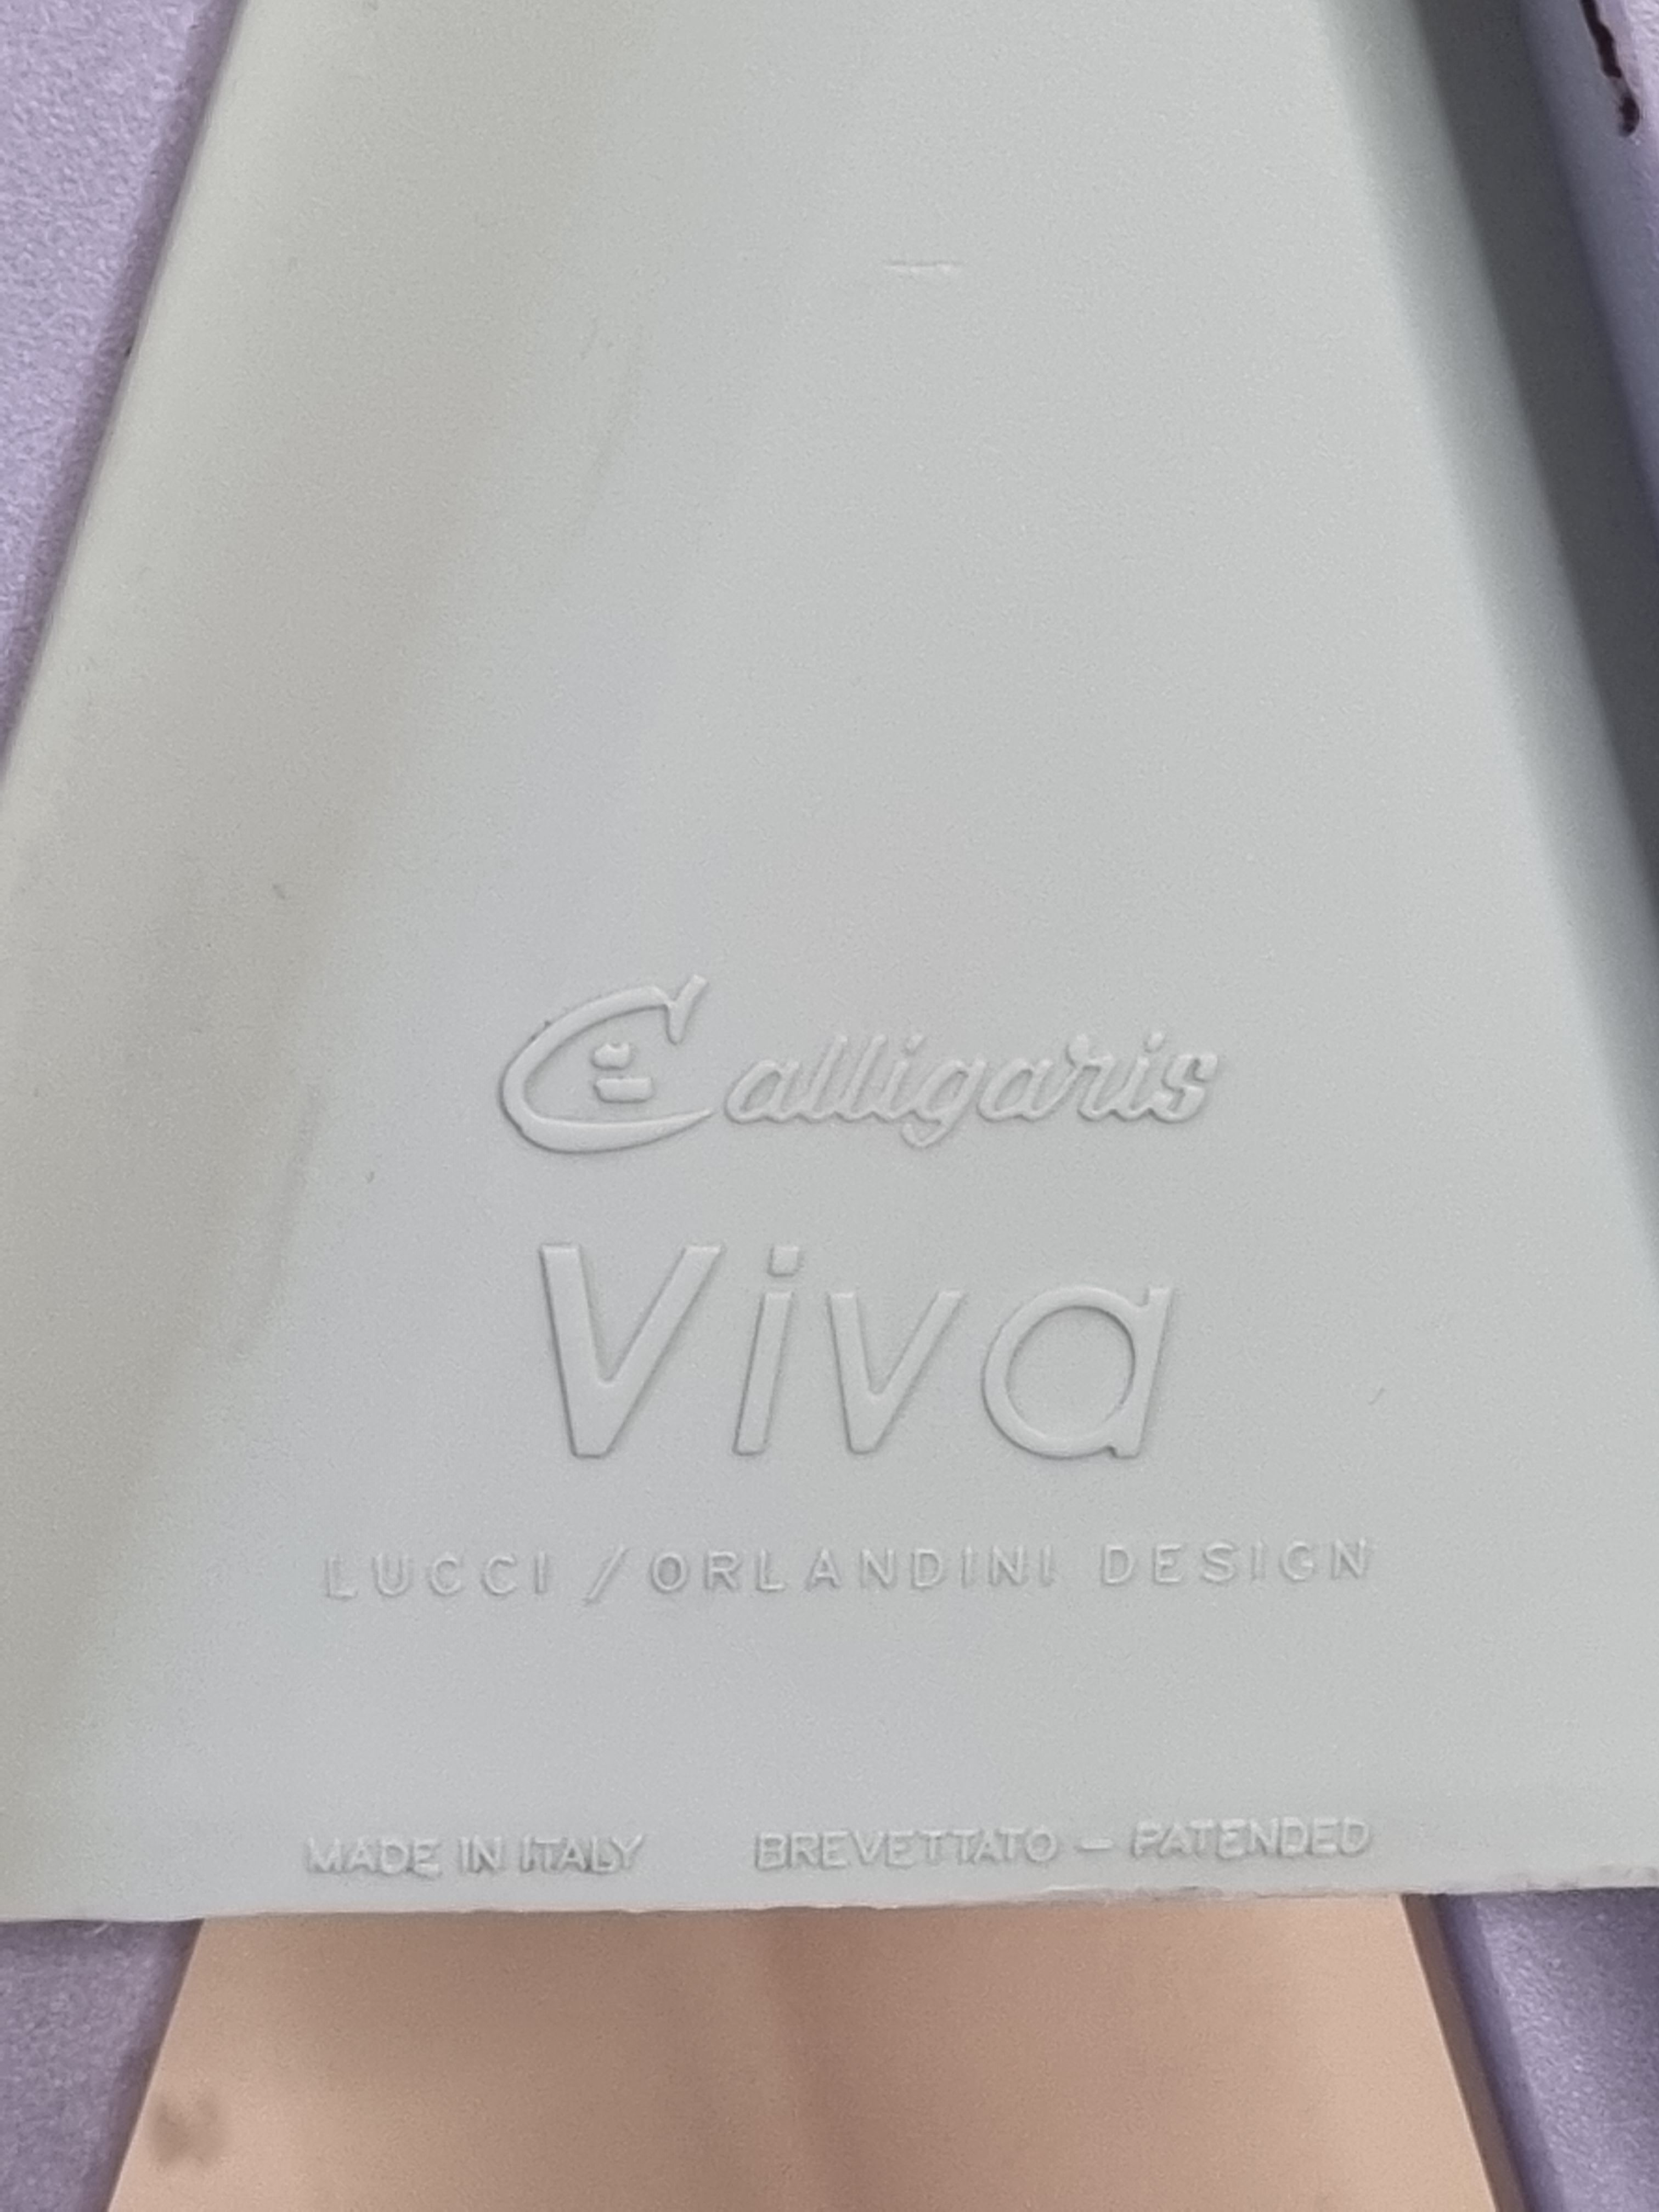 Calligaris
Viva
LUCCI / ORLANDINI DESIGN
MADE IN ITALY BREVETTATO – PATENDED